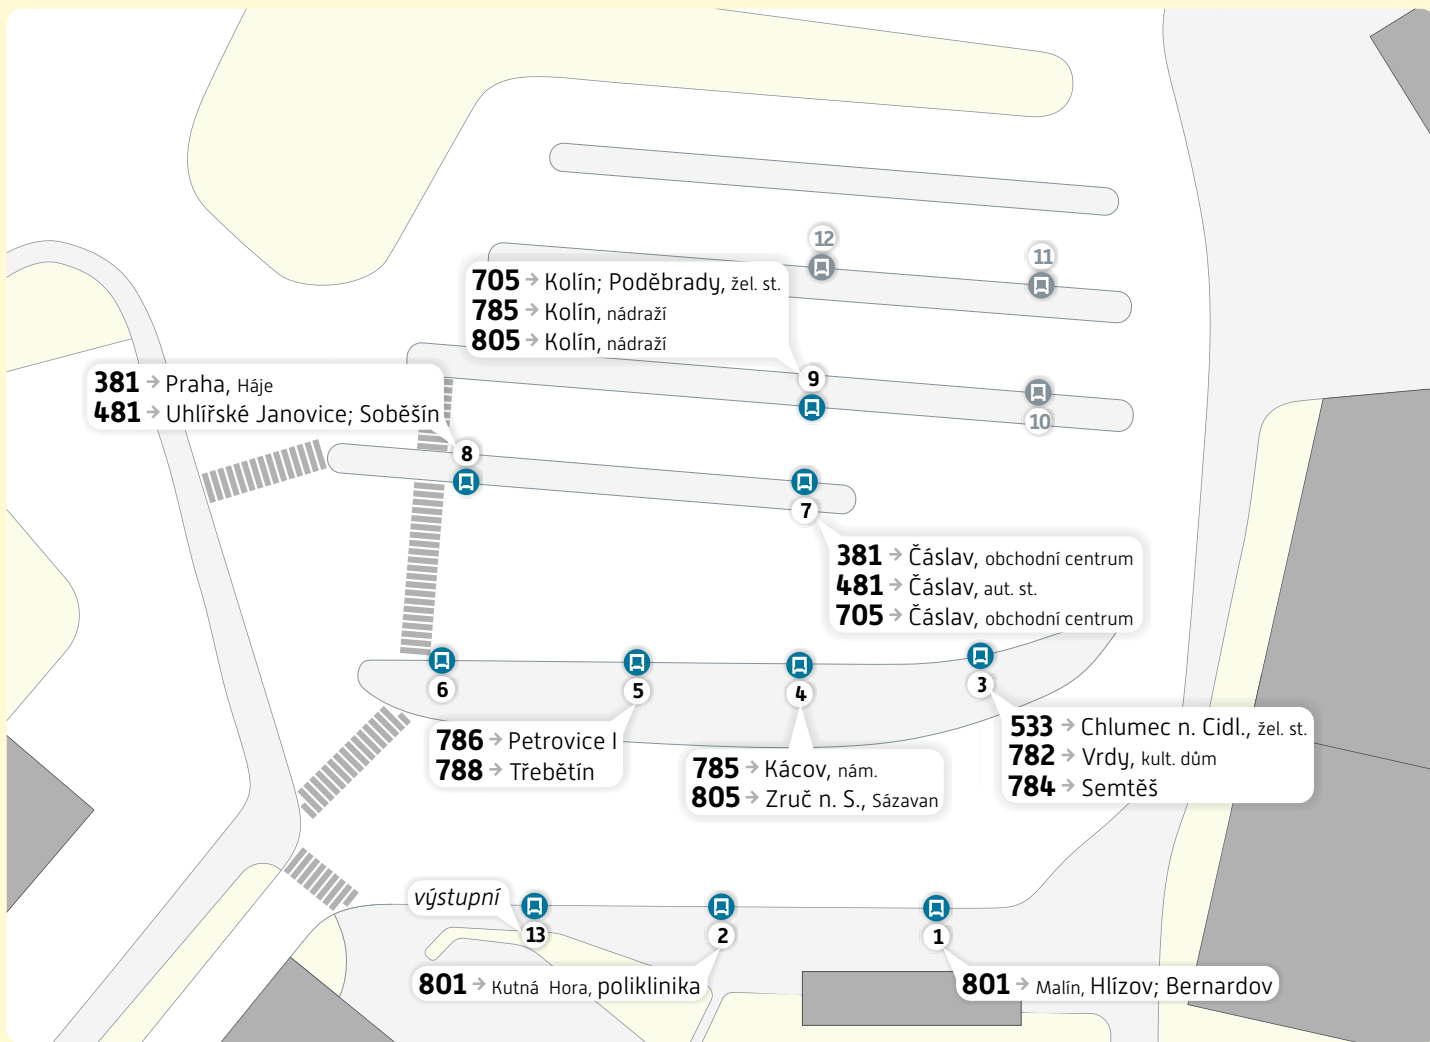 12
11
705 → Kolín; Poděbrady, žel. st.
785 → Kolín, nádraží
805 → Kolín, nádraží
9
10
381 → Praha, Háje
481 → Uhlířské Janovice; Soběšín
8
7
381 → Čáslav, obchodní centrum
481 → Čáslav, aut. st.
705 → Čáslav, obchodní centrum
6
5
4
3
786 → Petrovice I
788 → Třebětín
785 → Kácov, nám.
805 → Zruč n. S., Sázavan
533 → Chlumec n. Cidl., žel. st.
782 → Vrdy, kult. dům
784 → Semtěš
výstupní
13
2
1
801 → Kutná Hora, poliklinika
801 → Malín, Hlízov; Bernardov